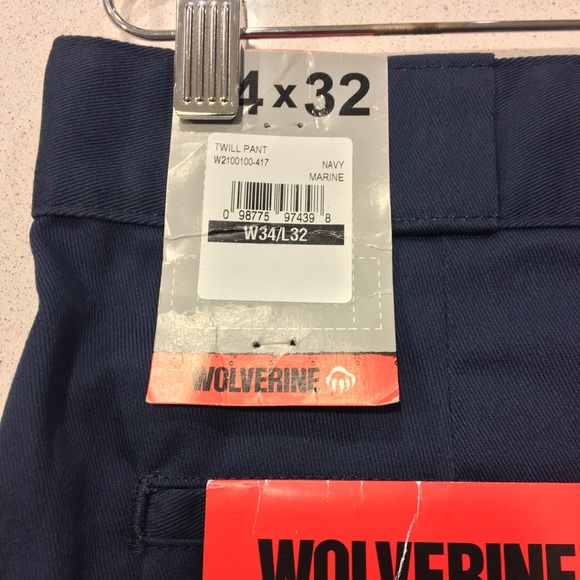 4 x 32
TWILL PANT
W2100100-417
NAVY
MARINE
0 98775 97439 8
W34/L32
WOLVERINE
WOLVERINE